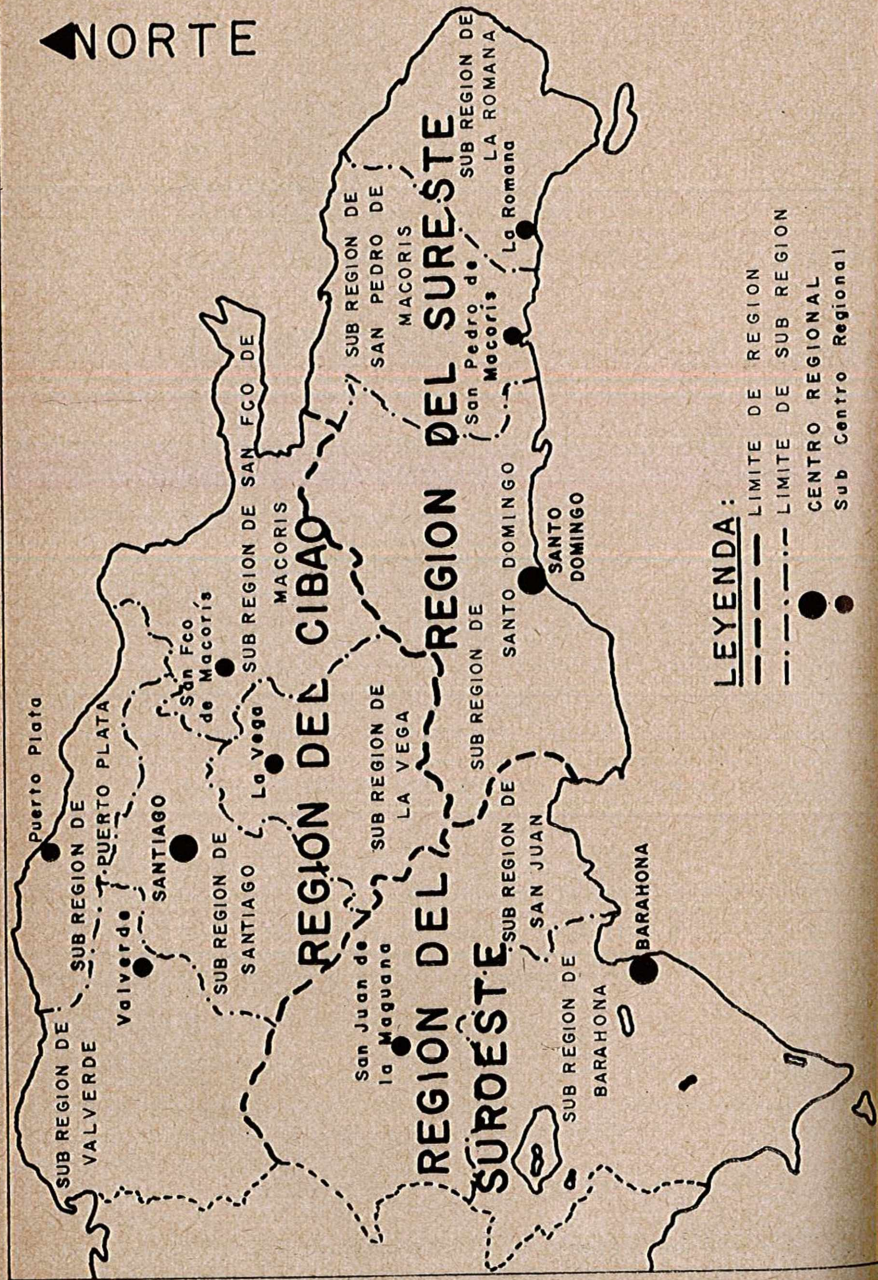 NORTE
Puerto Plata
SUB REGION DE
PUERTO PLATA
SUB REGION DE
VALVERDE
Valverde
SANTIAGO
SUB REGION DE
SANTIAGO
San Fco
de Macorís
La Vega
SUB REGION DE SAN FCO DE
MACORIS
REGION DEL CIBAO
SUB REGION DE
LA VEGA
San Juan de
la Maguana
REGION DEL
SUROESTE
SUB REGION DE
SAN JUAN
SUB REGION DE
BARAHONA
BARAHONA
SUB REGION DE
SAN PEDRO DE
MACORIS
REGION DEL SURESTE
SUB REGION DE
LA ROMANA
La Romana
San Pedro de
Macoris
SUB REGION DE
SANTO DOMINGO
SANTO
DOMINGO
LEYENDA:
LIMITE DE REGION
LIMITE DE SUB REGION
CENTRO REGIONAL
Sub Centro Regional